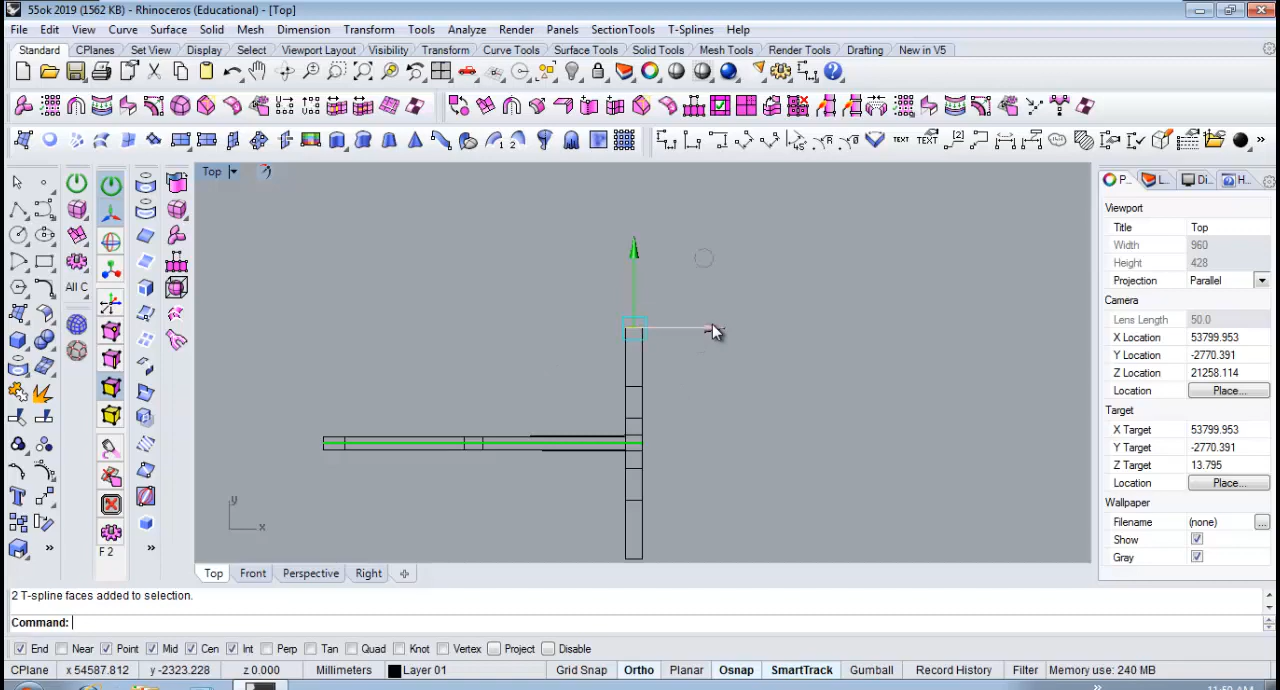 55ok 2019 (1562 KB) - Rhinoceros (Educational) - [Top]
File Edit View Curve Surface Solid Mesh Dimension Transform Tools Analyze Render Panels SectionTools T-Splines Help
Standard CPlanes Set View Display Select Viewport Layout Visibility Transform Curve Tools Surface Tools Solid Tools Mesh Tools Render Tools Drafting New in V5
TEXT TEXT
Top
P... L... Di... H...
Viewport
Title Top
Width 960
Height 428
Projection Parallel
Camera
Lens Length 50.0
X Location 53799.953
Y Location -2770.391
Z Location 21258.114
Location Place...
Target
X Target 53799.953
Y Target -2770.391
Z Target 13.795
Location Place...
Wallpaper
Filename (none) ...
Show
Gray
All C
F 2
y
x
Top Front Perspective Right
2 T-spline faces added to selection.
Command:
End Near Point Mid Cen Int Perp Tan Quad Knot Vertex Project Disable
CPlane x 54587.812 y -2323.228 z 0.000 Millimeters Layer 01 Grid Snap Ortho Planar Osnap SmartTrack Gumball Record History Filter Memory use: 240 MB